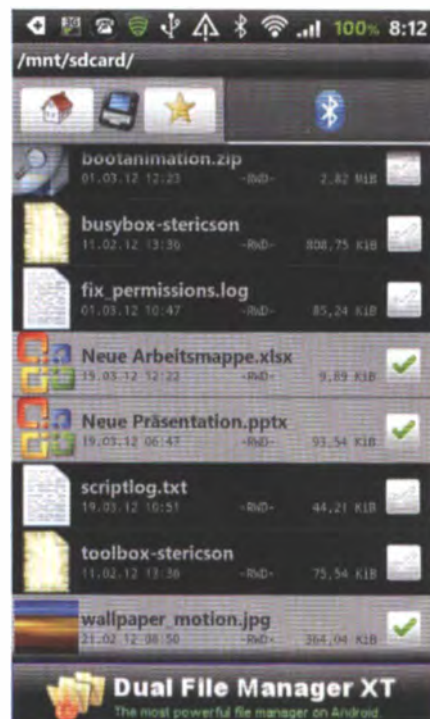 3G 100% 8:12
/mnt/sdcard/
bootanimation.zip
01.03.12 12:23 -RWD- 2,82 MiB
busybox-stericson
11.02.12 13:36 -RWD- 808,75 KiB
fix_permissions.log
01.03.12 10:47 -RWD- 85,24 KiB
Neue Arbeitsmappe.xlsx
19.03.12 12:22 -RWD- 9,89 KiB
Neue Präsentation.pptx
19.03.12 06:47 -RWD- 93,54 KiB
scriptlog.txt
19.03.12 10:51 -RWD- 44,21 KiB
toolbox-stericson
11.02.12 13:36 -RWD- 75,54 KiB
wallpaper_motion.jpg
21.02.12 08:50 -RWD- 364,04 KiB
Dual File Manager XT
The most powerful file manager on Android